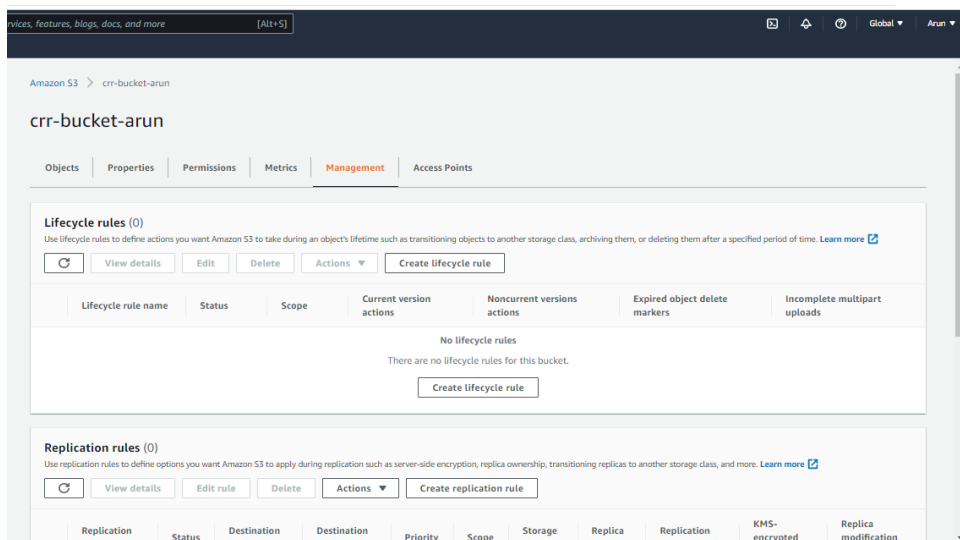 rvices, features, blogs, docs, and more [Alt+S] Global ▼ Arun ▼
Amazon S3 > crr-bucket-arun
crr-bucket-arun
Objects Properties Permissions Metrics Management Access Points
Lifecycle rules (0)
Use lifecycle rules to define actions you want Amazon S3 to take during an object's lifetime such as transitioning objects to another storage class, archiving them, or deleting them after a specified period of time. Learn more
View details Edit Delete Actions ▼ Create lifecycle rule
Lifecycle rule name Status Scope Current version actions Noncurrent versions actions Expired object delete markers Incomplete multipart uploads
No lifecycle rules
There are no lifecycle rules for this bucket.
Create lifecycle rule
Replication rules (0)
Use replication rules to define options you want Amazon S3 to apply during replication such as server-side encryption, replica ownership, transitioning replicas to another storage class, and more. Learn more
View details Edit rule Delete Actions ▼ Create replication rule
Replication Status Destination Destination Priority Scope Storage Replica Replication KMS-encrypted Replica modification